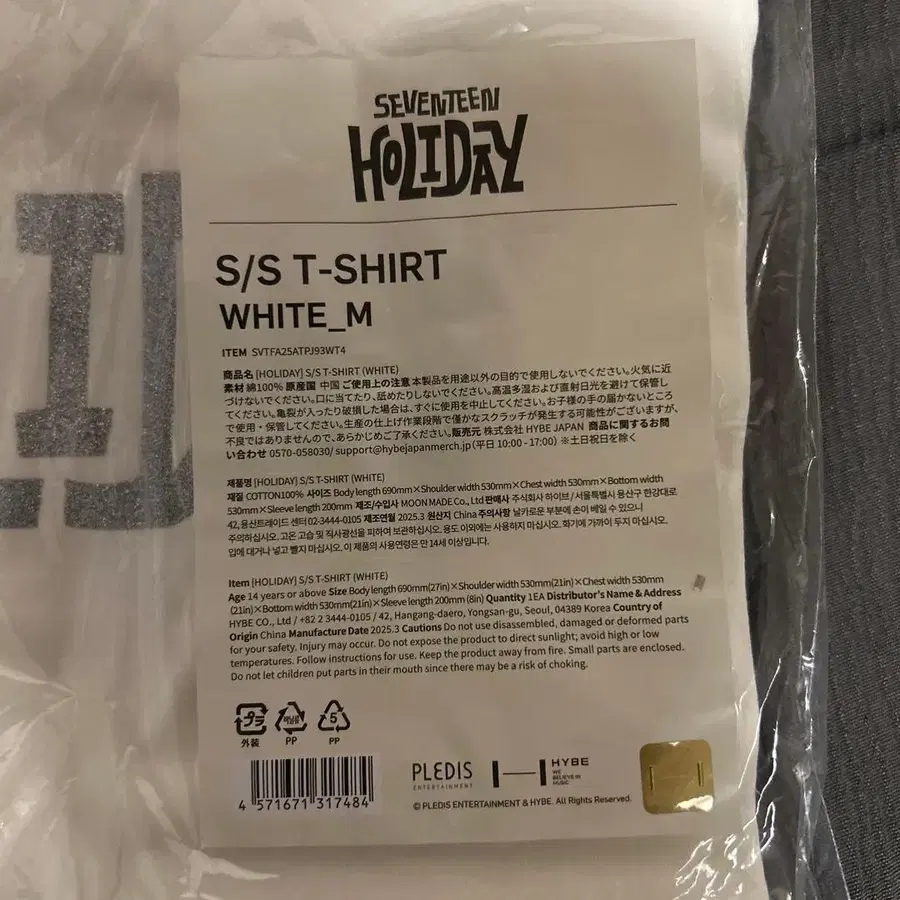 SEVENTEEN
HOLIDAY
S/S T-SHIRT
WHITE_M
ITEM SVTFA25ATPJ93WT4
商品名 [HOLIDAY] S/S T-SHIRT (WHITE)
素材 綿100% 原産国 中国 ご使用上の注意 本製品を用途以外の目的で使用しないでください。火気に近
づけないでください。口に当てたり、舐めたりしないでください。高温多湿および直射日光を避けて保管し
てください。亀裂が入ったり破損した場合は、すぐに使用を中止してください。お子様の手の届かないところ
で使用・保管してください。生産の仕上げ作業段階で僅かなスクラッチが発生する可能性がございますが、
不良ではありませんので、あらかじめご了承ください。販売元 株式会社 HYBE JAPAN 商品に関するお問
い合わせ 0570-058030/ support@hybejapanmerch.jp (平日 10:00 - 17:00) ※土日祝日を除く
제품명 [HOLIDAY] S/S T-SHIRT (WHITE)
재질 COTTON100% 사이즈 Body length 690mm×Shoulder width 530mm×Chest width 530mm×Bottom width
530mm×Sleeve length 200mm 제조/수입사 MOON MADE Co., Ltd 판매사 주식회사 하이브 / 서울특별시 용산구 한강대로
42, 용산트레이드 센터 02-3444-0105 제조연월 2025.3 원산지 China 주의사항 날카로운 부분에 손이 베일 수 있으니
주의하십시오. 고온 고습 및 직사광선을 피하여 보관하십시오. 용도 이외에는 사용하지 마십시오. 화기에 가까이 두지 마십시오.
입에 대거나 넣고 빨지 마십시오. 이 제품의 사용연령은 만 14세 이상입니다.
Item [HOLIDAY] S/S T-SHIRT (WHITE)
Age 14 years or above Size Body length 690mm(27in)×Shoulder width 530mm(21in)×Chest width 530mm
(21in)×Bottom width 530mm(21in)×Sleeve length 200mm (8in) Quantity 1EA Distributor's Name & Address
HYBE CO., Ltd / +82 2 3444-0105 / 42, Hangang-daero, Yongsan-gu, Seoul, 04389 Korea Country of
Origin China Manufacture Date 2025.3 Cautions Do not use disassembled, damaged or deformed parts
for your safety. Injury may occur. Do not expose the product to direct sunlight; avoid high or low
temperatures. Follow instructions for use. Keep the product away from fire. Small parts are enclosed.
Do not let children put parts in their mouth since there may be a risk of choking.
プラ 비닐류 5
外装 PP PP
4 571671 317484
PLEDIS
ENTERTAINMENT
HYBE
WE
BELIEVE IN
MUSIC
© PLEDIS ENTERTAINMENT & HYBE. All Rights Reserved.